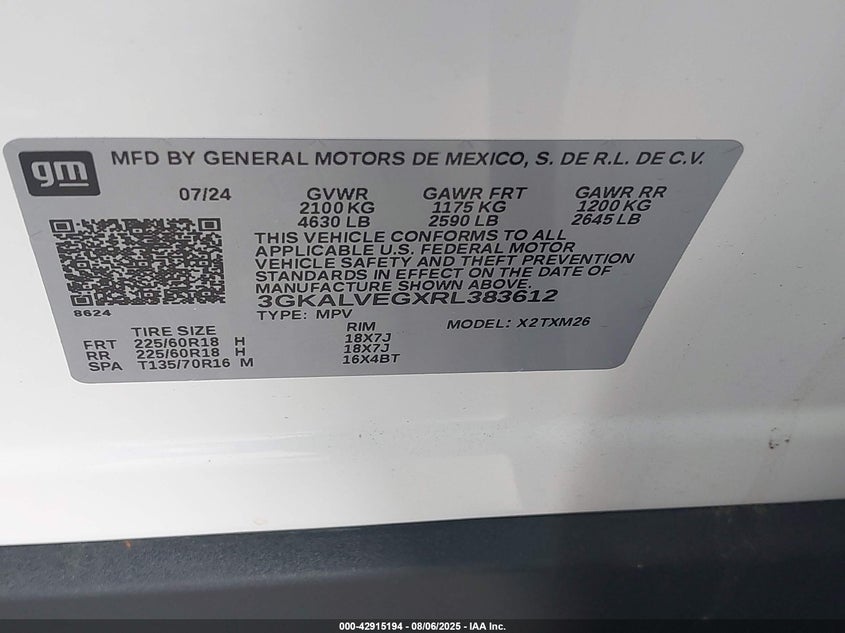 gm
MFD BY GENERAL MOTORS DE MEXICO, S. DE R.L. DE C.V.
07/24 GVWR GAWR FRT GAWR RR
2100 KG 1175 KG 1200 KG
4630 LB 2590 LB 2645 LB
THIS VEHICLE CONFORMS TO ALL
APPLICABLE U.S. FEDERAL MOTOR
VEHICLE SAFETY AND THEFT PREVENTION
STANDARDS IN EFFECT ON THE DATE OF
MANUFACTURE SHOWN ABOVE.
8624 3GKALVEGXRL383612
TYPE: MPV MODEL: X2TXM26
TIRE SIZE RIM
FRT 225/60R18 H 18X7J
RR 225/60R18 H 18X7J
SPA T135/70R16 M 16X4BT
000-42915194 - 08/06/2025 - IAA Inc.